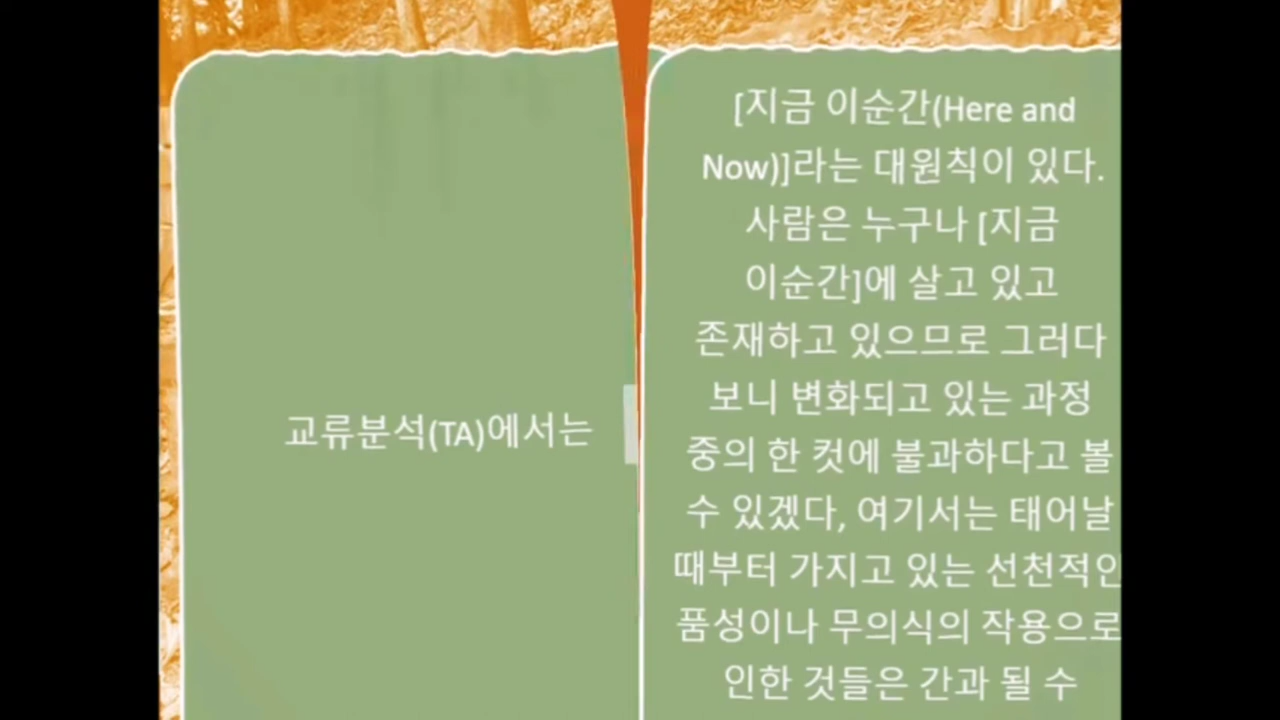 교류분석(TA)에서는
[지금 이순간(Here and
Now)]라는 대원칙이 있다.
사람은 누구나 [지금
이순간]에 살고 있고
존재하고 있으므로 그러다
보니 변화되고 있는 과정
중의 한 컷에 불과하다고 볼
수 있겠다, 여기서는 태어날
때부터 가지고 있는 선천적인
품성이나 무의식의 작용으로
인한 것들은 간과 될 수